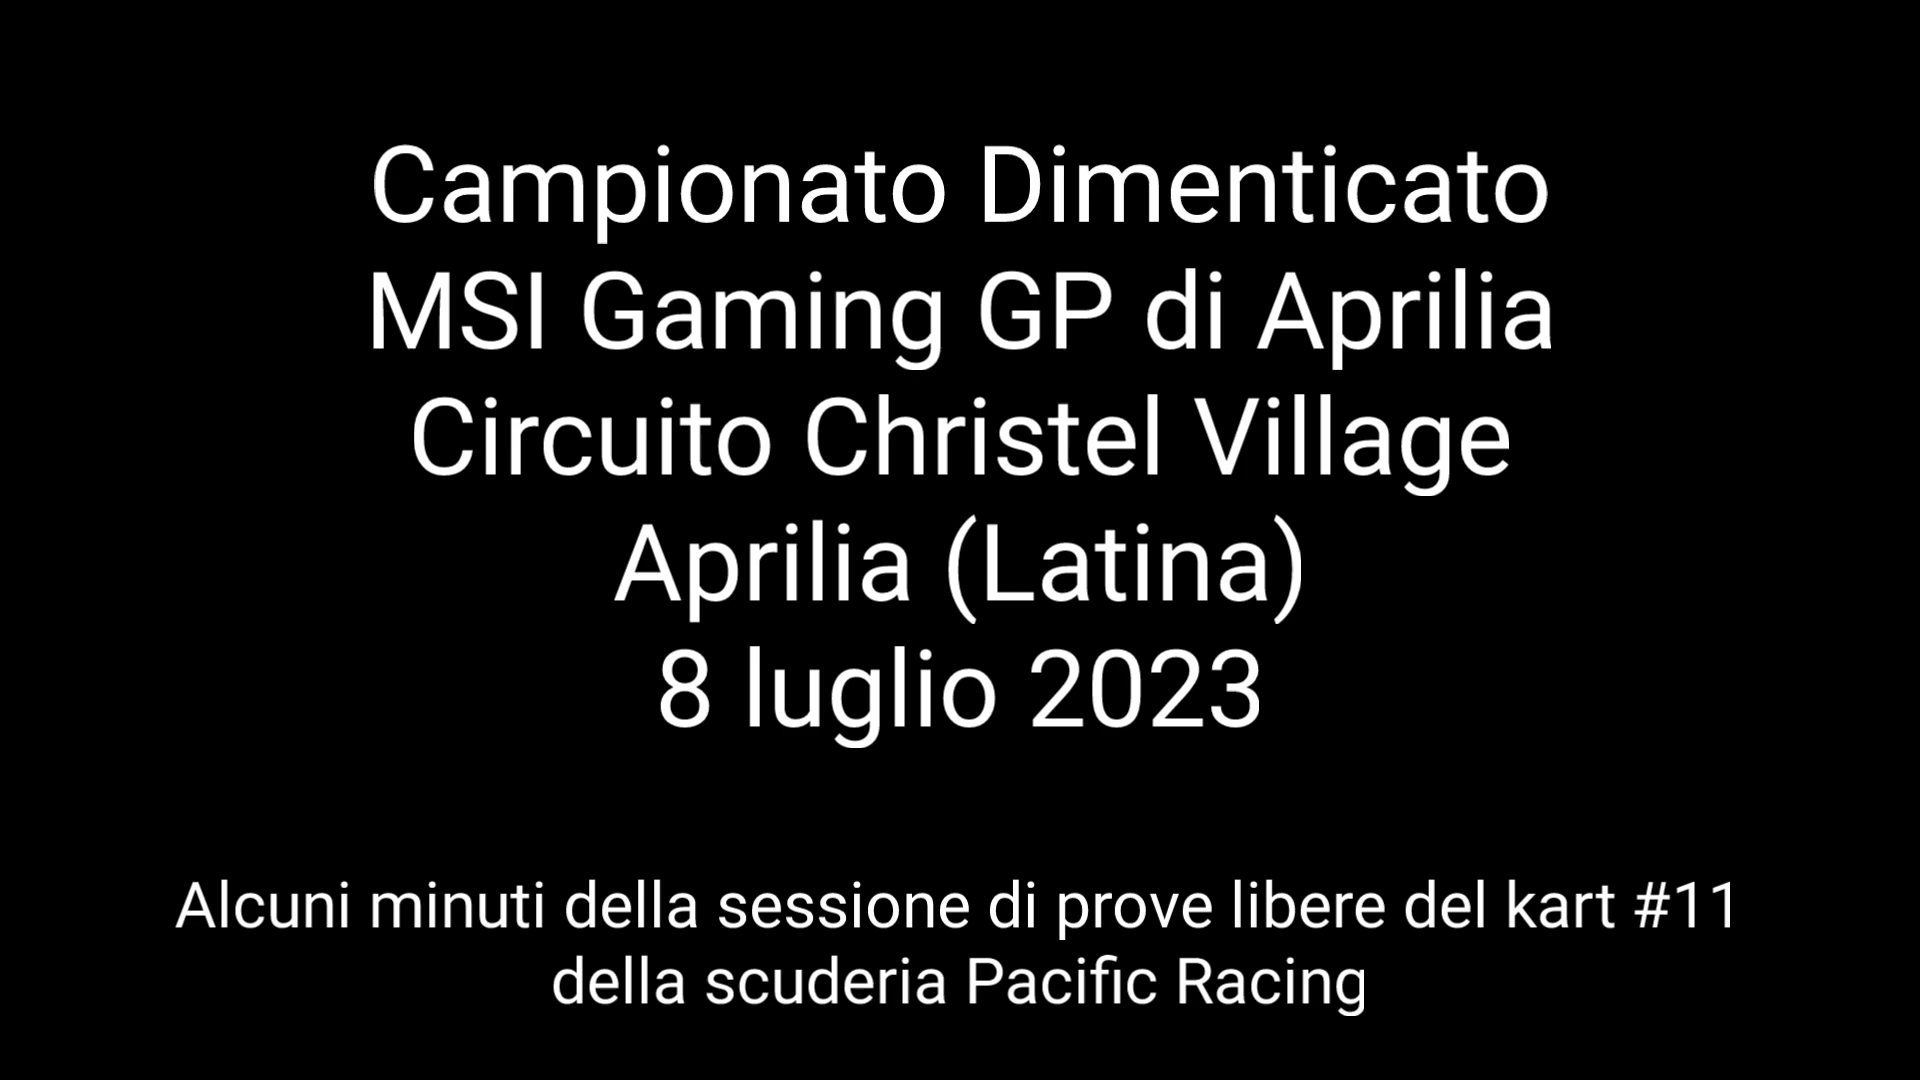 Campionato Dimenticato
MSI Gaming GP di Aprilia
Circuito Christel Village
Aprilia (Latina)
8 luglio 2023
Alcuni minuti della sessione di prove libere del kart #11
della scuderia Pacific Racing